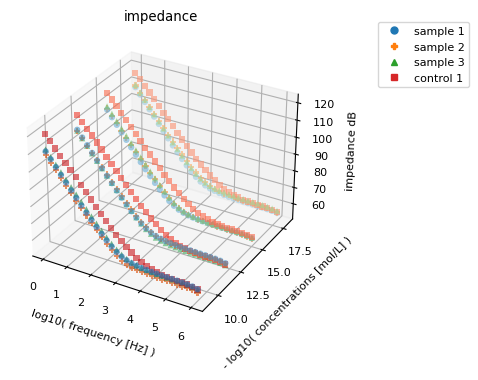 impedance
sample 1
sample 2
sample 3
control 1
120
110
100
90
80
70
60
impedance dB
17.5
15.0
12.5
10.0
- log10( concentrations [mol/L] )
0 1 2 3 4 5 6
log10( frequency [Hz] )